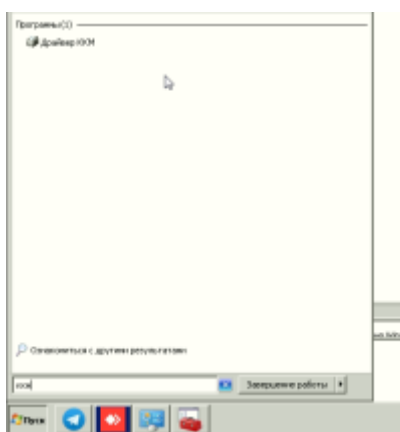 Программы (1)
Драйвер ККМ
Ознакомиться с другими результатами
ккм
Завершение работы
Пуск